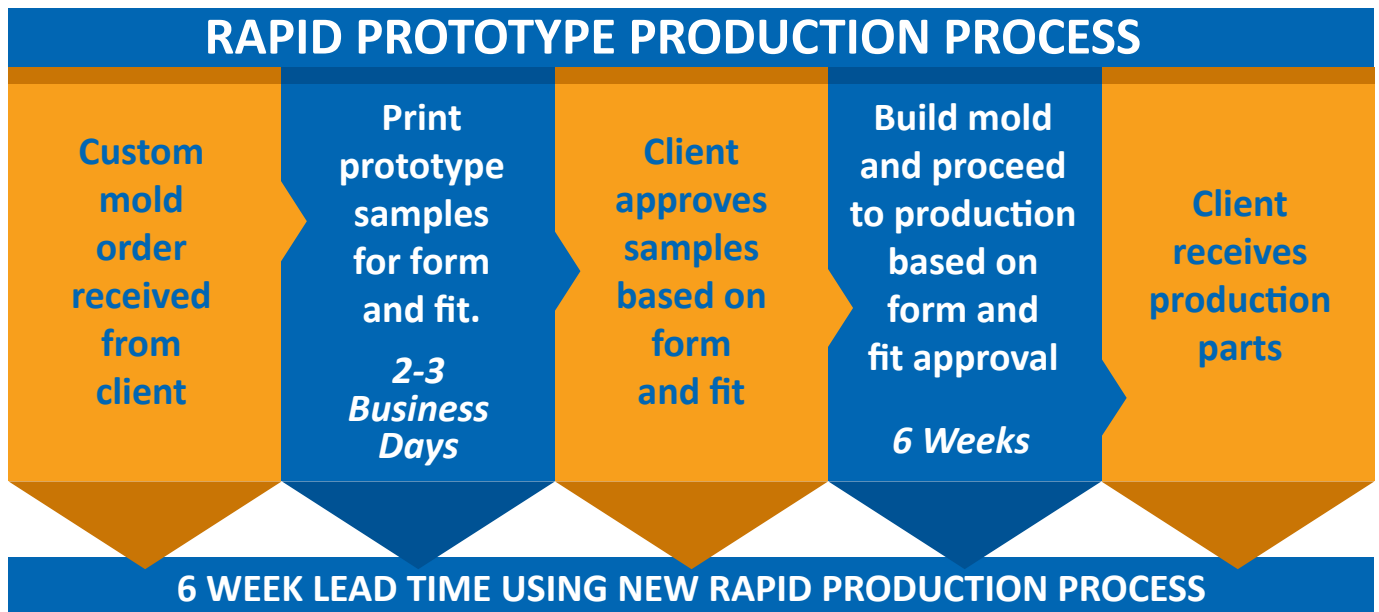 RAPID PROTOTYPE PRODUCTION PROCESS
Custom
mold
order
received
from
client
Print
prototype
samples
for form
and fit.
2-3
Business
Days
Client
approves
samples
based on
form
and fit
Build mold
and proceed
to production
based on
form and
fit approval
6 Weeks
Client
receives
production
parts
6 WEEK LEAD TIME USING NEW RAPID PRODUCTION PROCESS